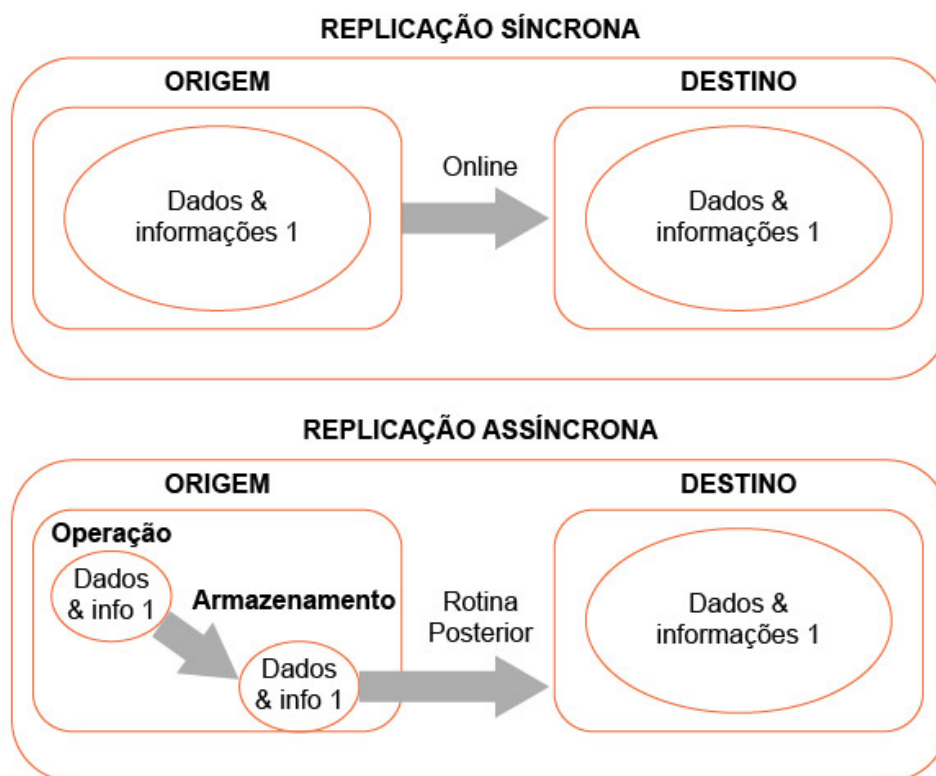 REPLICAÇÃO SÍNCRONA
ORIGEM
DESTINO
Dados &
informações 1
Online
Dados &
informações 1
REPLICAÇÃO ASSÍNCRONA
ORIGEM
DESTINO
Operação
Dados
& info 1
Armazenamento
Dados
& info 1
Rotina
Posterior
Dados &
informações 1